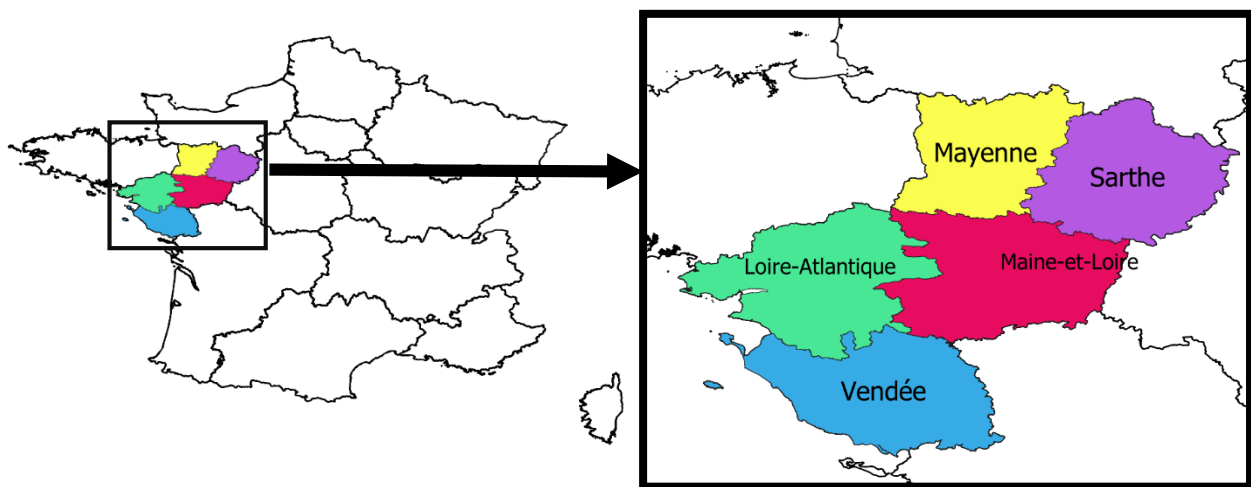 Mayenne
Sarthe
Loire-Atlantique
Maine-et-Loire
Vendée